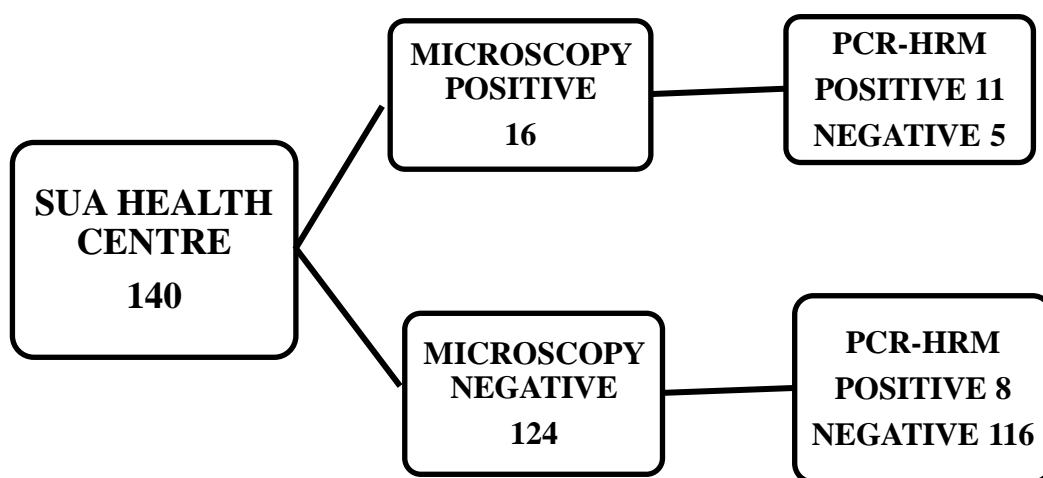 SUA HEALTH
CENTRE
140
MICROSCOPY
POSITIVE
16
PCR-HRM
POSITIVE 11
NEGATIVE 5
MICROSCOPY
NEGATIVE
124
PCR-HRM
POSITIVE 8
NEGATIVE 116